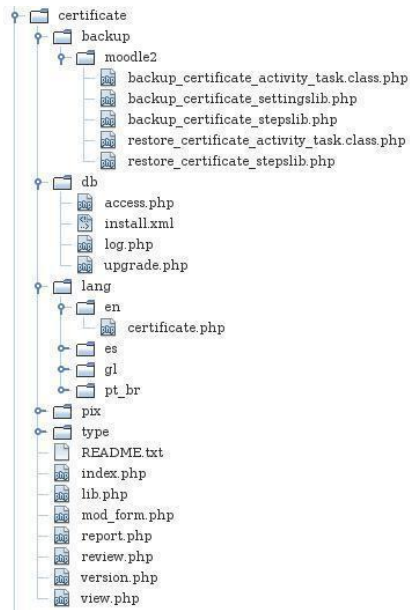 certificate
backup
moodle2
backup_certificate_activity_task.class.php
backup_certificate_settingslib.php
backup_certificate_stepslib.php
restore_certificate_activity_task.class.php
restore_certificate_stepslib.php
db
access.php
install.xml
log.php
upgrade.php
lang
en
certificate.php
es
gl
pt_br
pix
type
README.txt
index.php
lib.php
mod_form.php
report.php
review.php
version.php
view.php